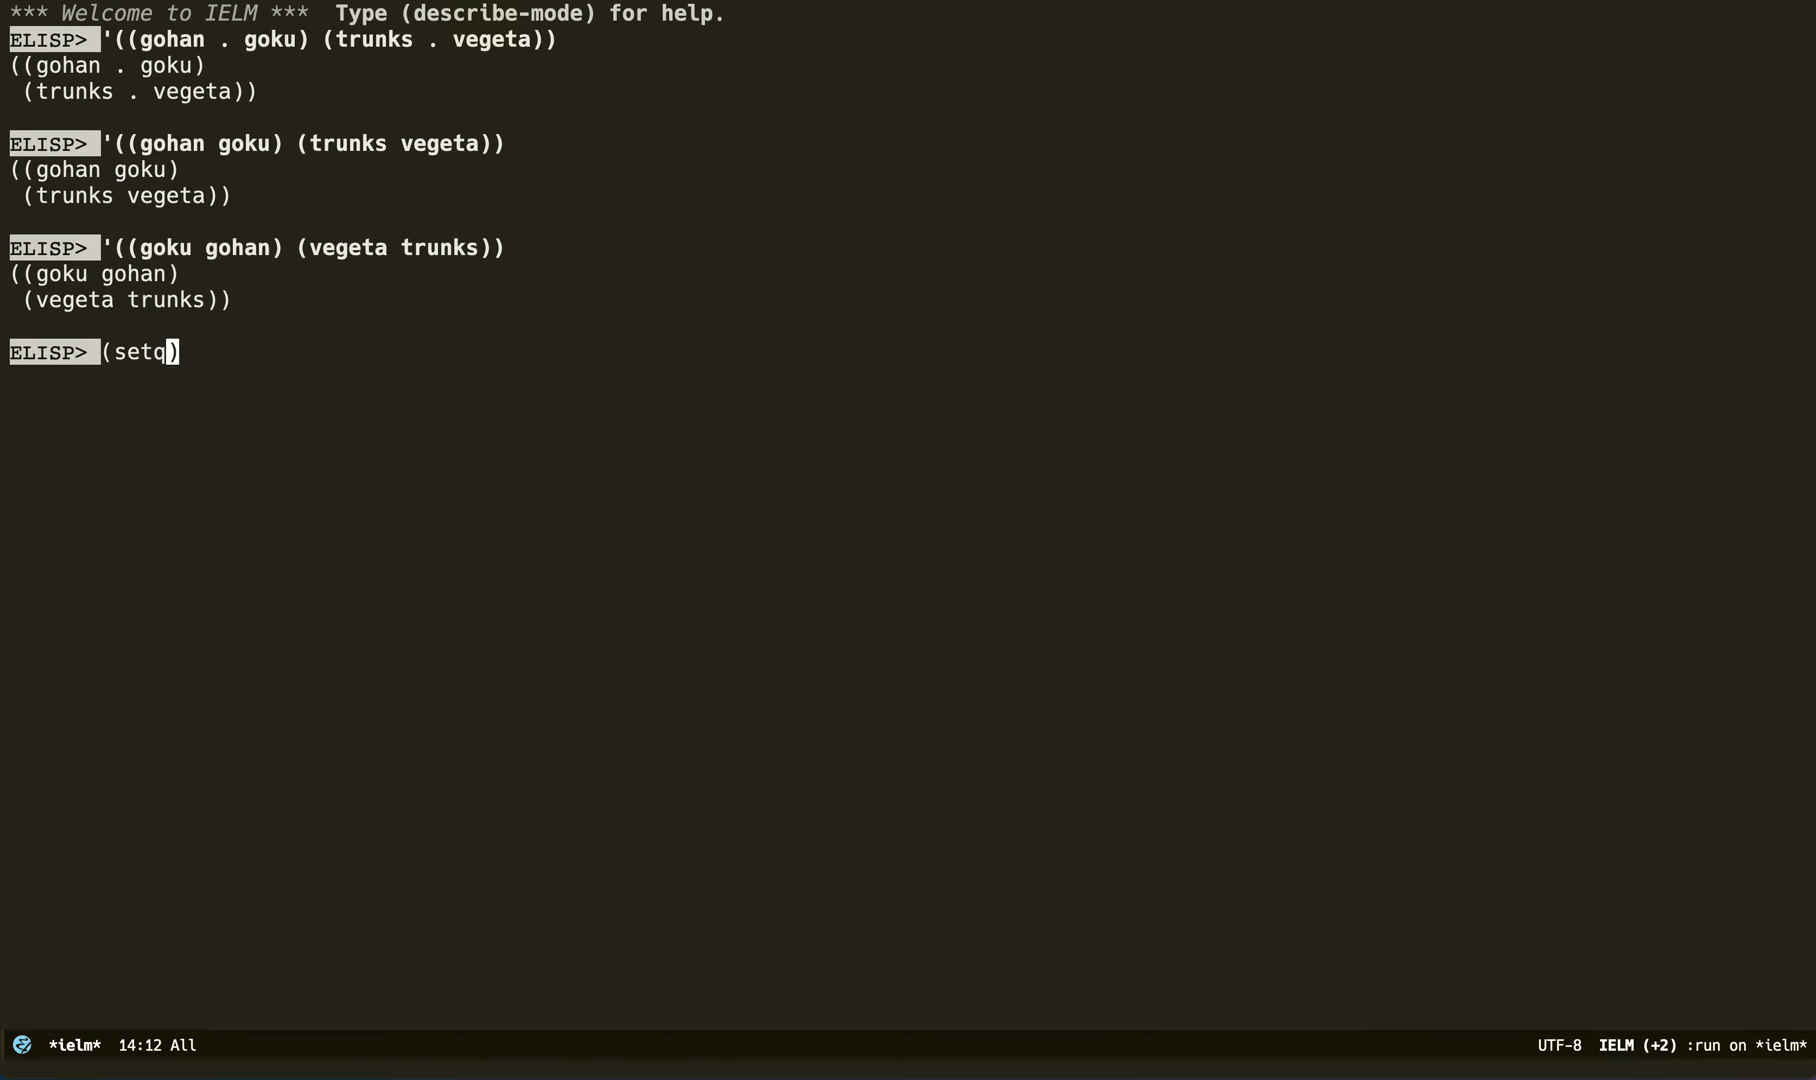 *** Welcome to IELM ***  Type (describe-mode) for help.
ELISP> '((gohan . goku) (trunks . vegeta))
((gohan . goku)
 (trunks . vegeta))
ELISP> '((gohan goku) (trunks vegeta))
((gohan goku)
 (trunks vegeta))
ELISP> '((goku gohan) (vegeta trunks))
((goku gohan)
 (vegeta trunks))
ELISP> (setq)
*ielm*  14:12 All  UTF-8  IELM (+2) :run on *ielm*